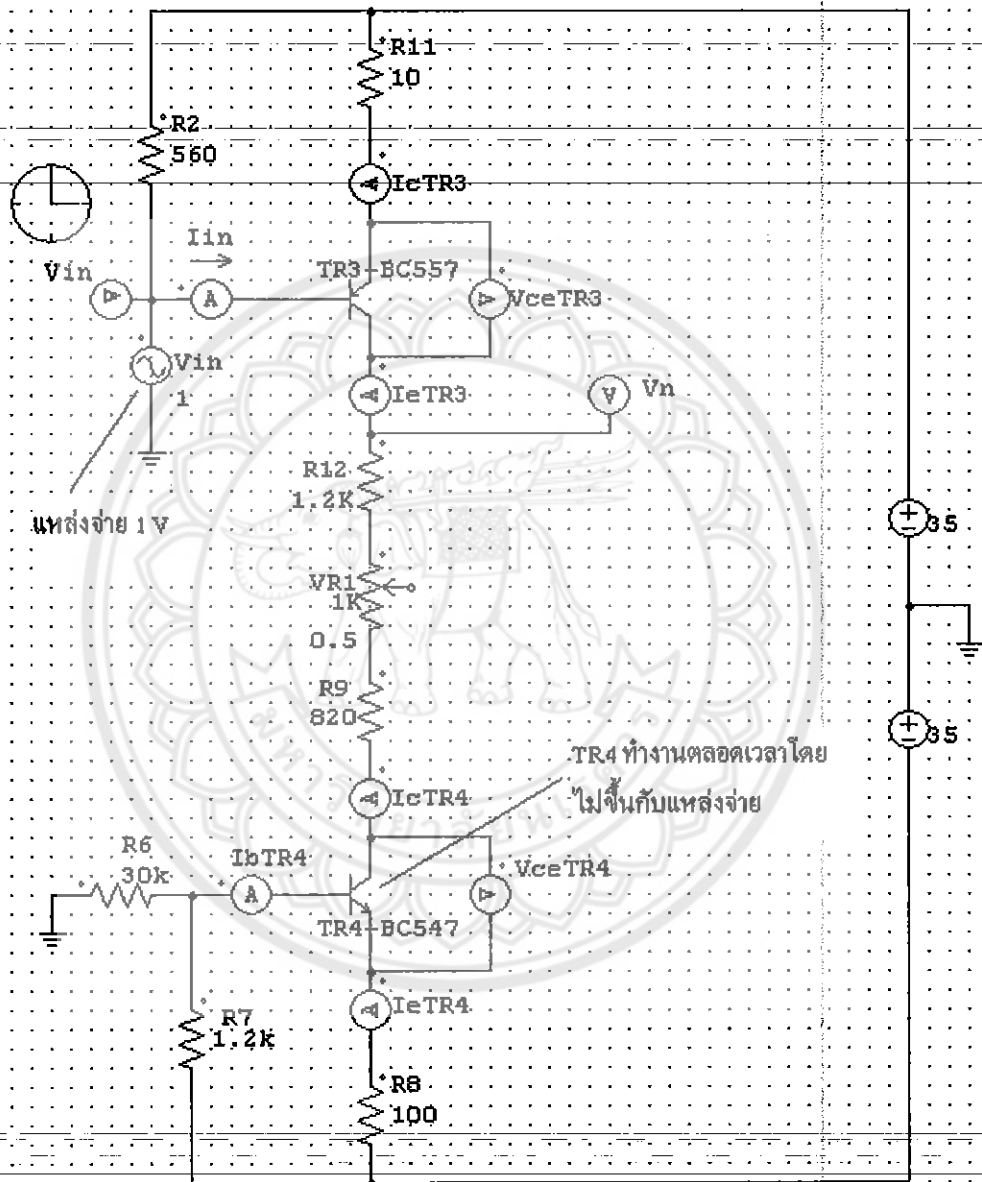 R11
10
R2
560
IcTR3
Iin
Vin
TR3-BC557
VceTR3
Vin
1
IeTR3
Vn
R12
1.2K
แหล่งจ่าย 1 V
35
VR1
1K
0.5
R9
820
35
TR4 ทำงานตลอดเวลาโดย
ไม่ขึ้นกับแหล่งจ่าย
IcTR4
R6
30k
IbTR4
VceTR4
TR4-BC547
IeTR4
R7
1.2k
R8
100